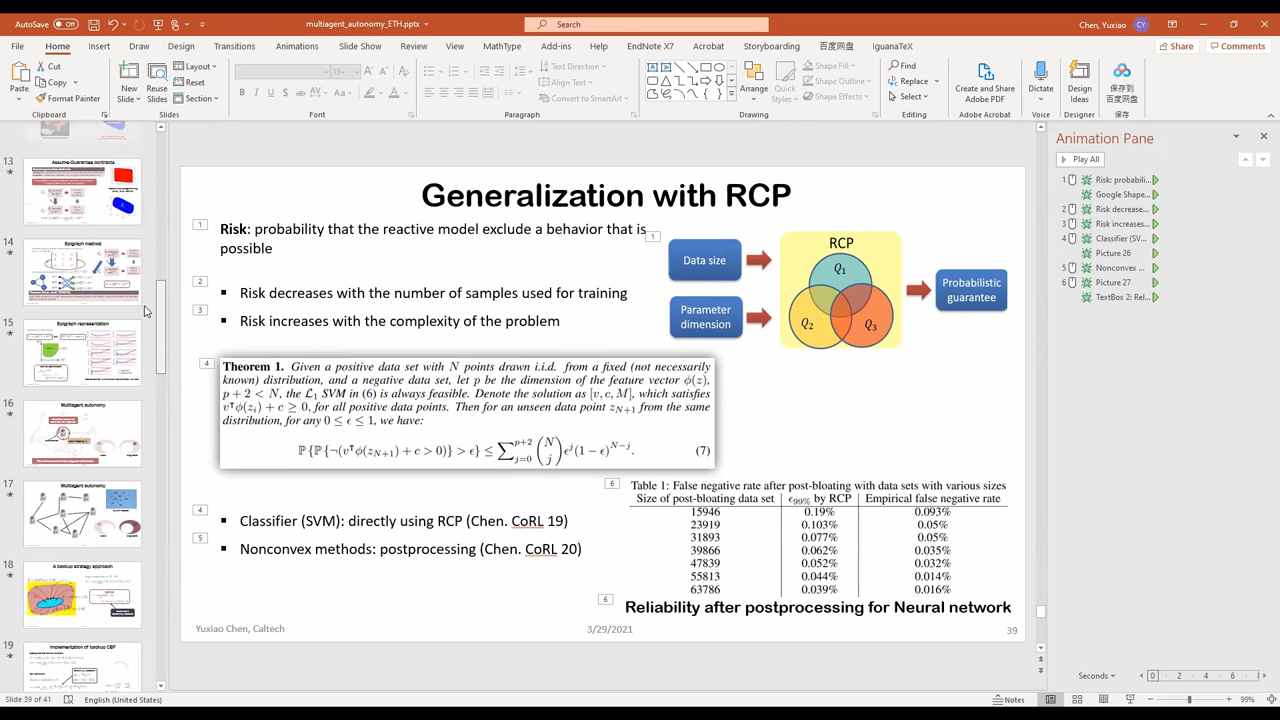 AutoSave
Off
multiagent_autonomy_ETH.pptx
Search
Chen, Yuxiao
CY
File
Home
Insert
Draw
Design
Transitions
Animations
Slide Show
Review
View
MathType
Add-ins
Help
EndNote X7
Acrobat
Storyboarding
百度网盘
IguanaTeX
Share
Comments
Paste
Cut
Copy
Format Painter
Clipboard
New Slide
Reuse Slides
Layout
Reset
Section
Slides
18+
B I U S ab AV Aa A
Font
Text Direction
Align Text
Convert to SmartArt
Paragraph
Arrange
Quick Styles
Shape Fill
Shape Outline
Shape Effects
Drawing
Find
Replace
Select
Editing
Create and Share Adobe PDF
Adobe Acrobat
Dictate
Voice
Design Ideas
Designer
保存到百度网盘
保存
13
Assume-Guarantee contracts
14
Epigraph method
15
Epigraph representation
16
Multiagent autonomy
17
Multiagent autonomy
18
A backup strategy approach
19
Implementation of backup CBF
Generalization with RCP
1
Risk: probability that the reactive model exclude a behavior that is
possible
2
▪ Risk decreases with the number of samples used for training
3
▪ Risk increases with the complexity of the problem
1
Data size
Parameter dimension
RCP
Q1
Q2
Q3
Probabilistic guarantee
4
Theorem 1. Given a positive data set with N points drawn i.i.d. from a fixed (not necessarily
known) distribution, and a negative data set, let p be the dimension of the feature vector ϕ(z),
p + 2 < N, the ℒ₁ SVM in (6) is always feasible. Denote the solution as [v, c, M], which satisfies
v⊺ϕ(zᵢ) + c ≥ 0, for all positive data points. Then for an unseen data point z_{N+1} from the same
distribution, for any 0 ≤ ϵ ≤ 1, we have:
ℙ{ℙ{¬(v⊺ϕ(z_{N+1}) + c > 0)} > ϵ} ≤ ∑_{j=0}^{p+2} (N j) ϵ^j (1 − ϵ)^{N−j}. (7)
4
▪ Classifier (SVM): directly using RCP (Chen. CoRL 19)
5
▪ Nonconvex methods: postprocessing (Chen. CoRL 20)
6
Table 1: False negative rate after post-bloating with data sets with various sizes
Size of post-bloating data set ϵ99% by RCP Empirical false negative rate
15946 0.19% 0.093%
23919 0.103% 0.05%
31893 0.077% 0.05%
39866 0.062% 0.035%
47839 0.052% 0.032%
55813 0.044% 0.014%
63786 0.039% 0.016%
6
Reliability after postprocessing for Neural network
Yuxiao Chen, Caltech
3/29/2021
39
Animation Pane
Play All
1 Risk: probabili...
Google Shape...
2 Risk decrease...
3 Risk increases...
4 Classifier (SV...
Picture 26
5 Nonconvex ...
6 Picture 27
TextBox 2: Rel...
Seconds
0 2 4 6
Slide 39 of 41
English (United States)
Notes
99%